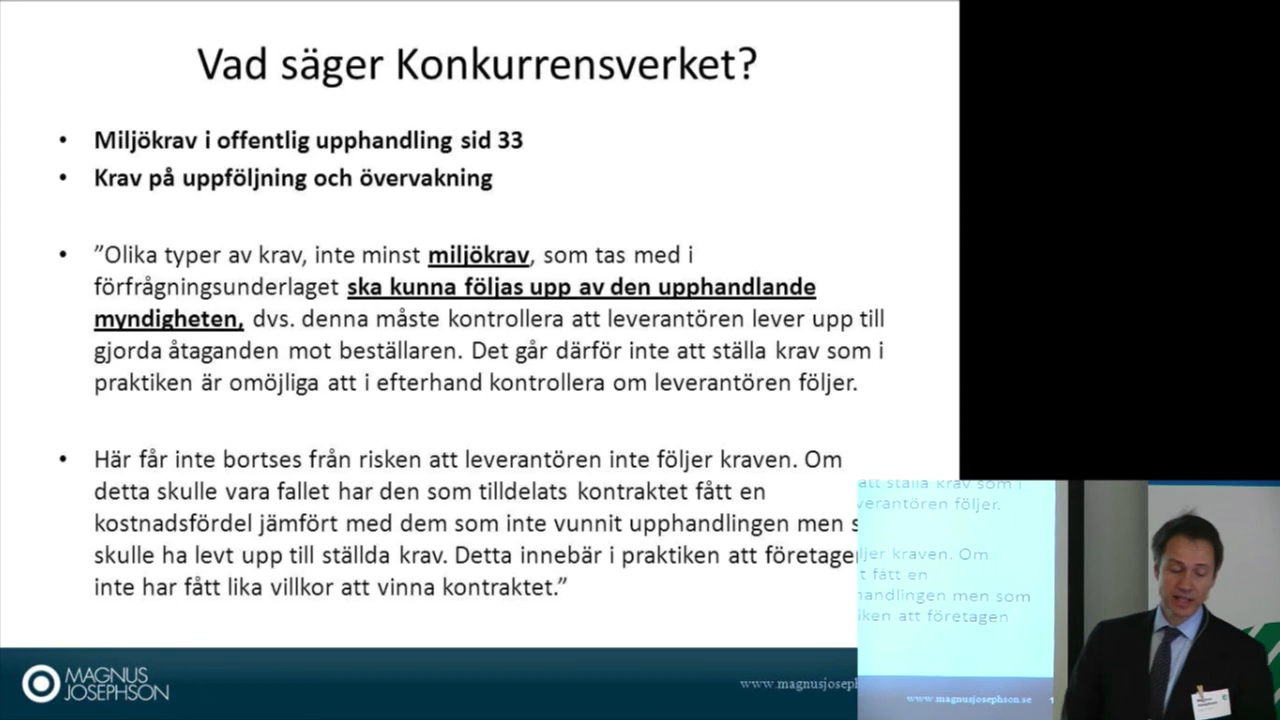 Vad säger Konkurrensverket?
• Miljökrav i offentlig upphandling sid 33
• Krav på uppföljning och övervakning
• ”Olika typer av krav, inte minst miljökrav, som tas med i
förfrågningsunderlaget ska kunna följas upp av den upphandlande
myndigheten, dvs. denna måste kontrollera att leverantören lever upp till
gjorda åtaganden mot beställaren. Det går därför inte att ställa krav som i
praktiken är omöjliga att i efterhand kontrollera om leverantören följer.
• Här får inte bortses från risken att leverantören inte följer kraven. Om
detta skulle vara fallet har den som tilldelats kontraktet fått en
kostnadsfördel jämfört med dem som inte vunnit upphandlingen men s
skulle ha levt upp till ställda krav. Detta innebär i praktiken att företage
inte har fått lika villkor att vinna kontraktet.”
MAGNUS
JOSEPHSON
www.magnusjoseph
att ställa krav som i
verantören följer.
ljer kraven. Om
t fått en
handlingen men som
iken att företagen
www.magnusjosephson.se